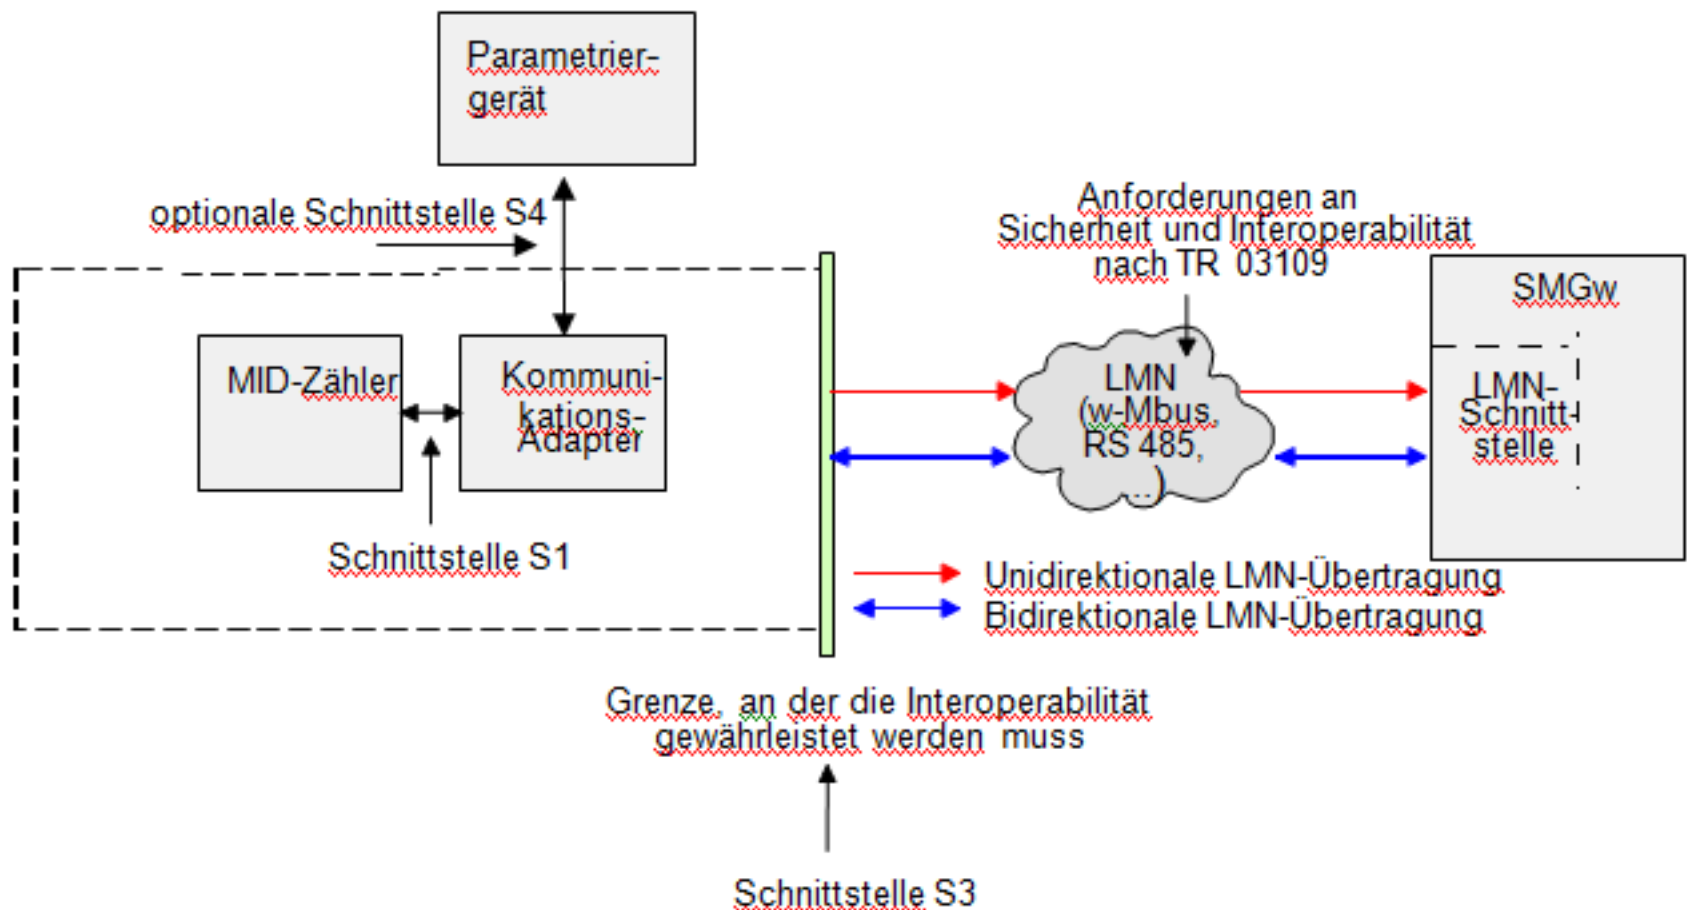 Parametrier-
gerät
optionale Schnittstelle S4
Anforderungen an
Sicherheit und Interoperabilität
nach TR 03109
SMGw
MID-Zähler
Kommuni-
kations-
Adapter
LMN
(w-Mbus,
RS 485,
...)
LMN-
Schnitt-
stelle
Schnittstelle S1
Unidirektionale LMN-Übertragung
Bidirektionale LMN-Übertragung
Grenze, an der die Interoperabilität
gewährleistet werden muss
Schnittstelle S3